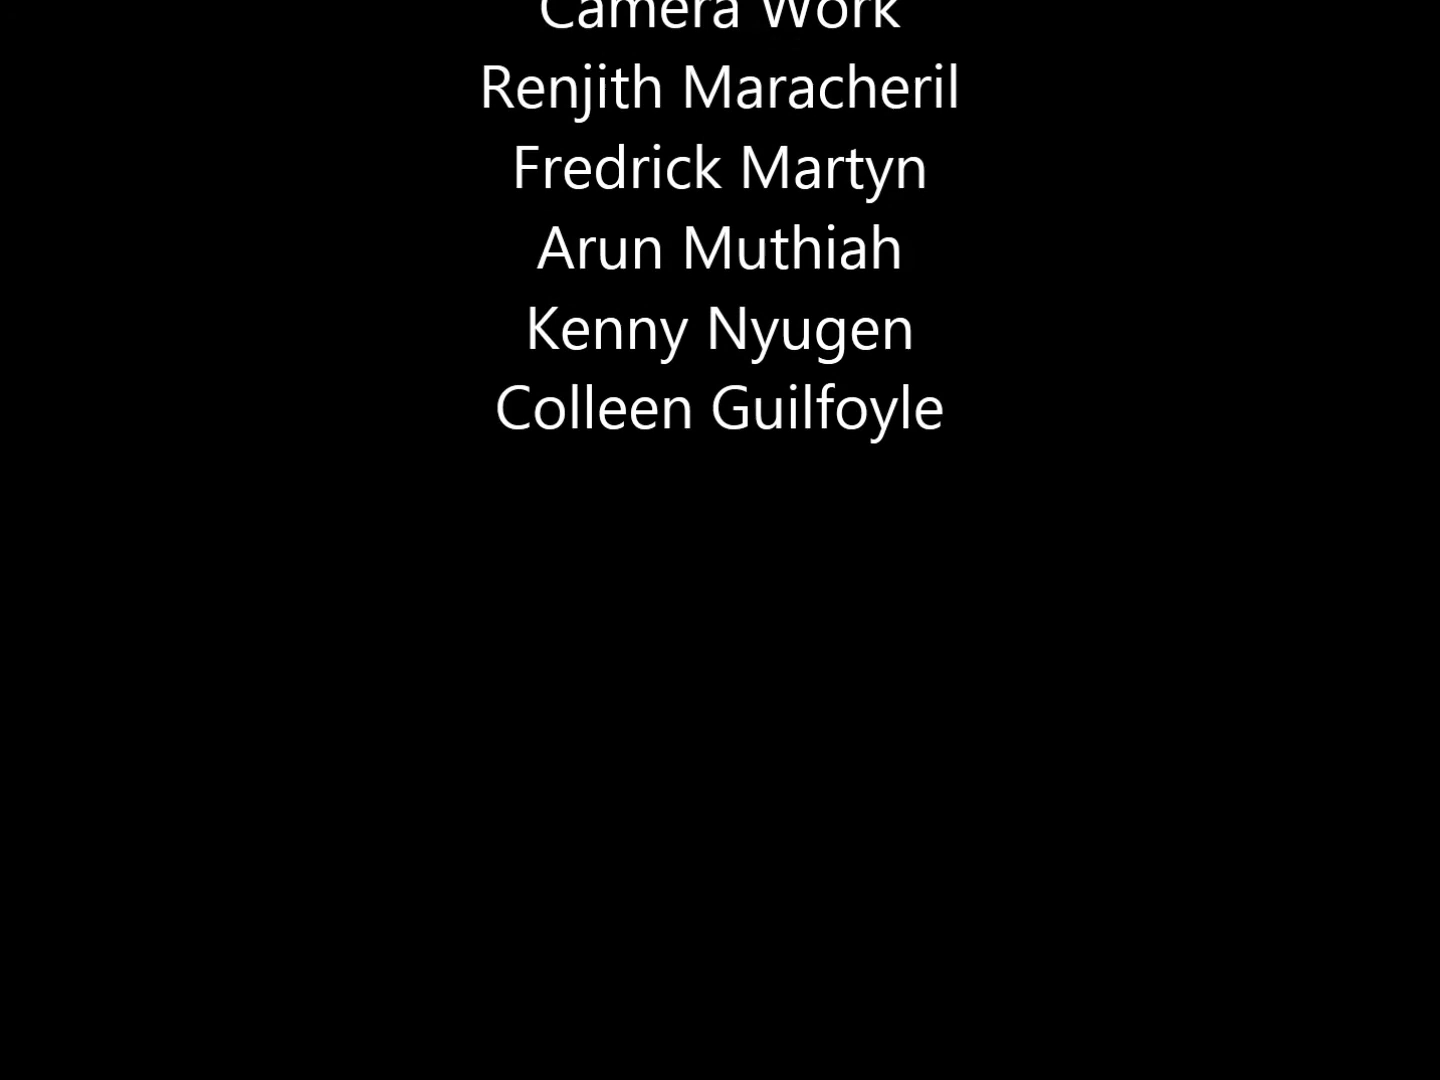 Camera Work
Renjith Maracheril
Fredrick Martyn
Arun Muthiah
Kenny Nyugen
Colleen Guilfoyle